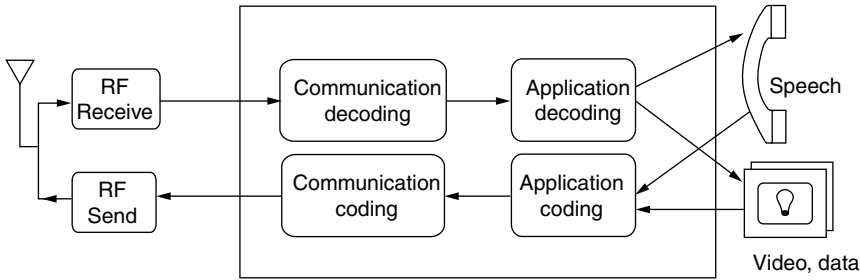 RF
Receive
Communication
decoding
Application
decoding
Speech
RF
Send
Communication
coding
Application
coding
Video, data